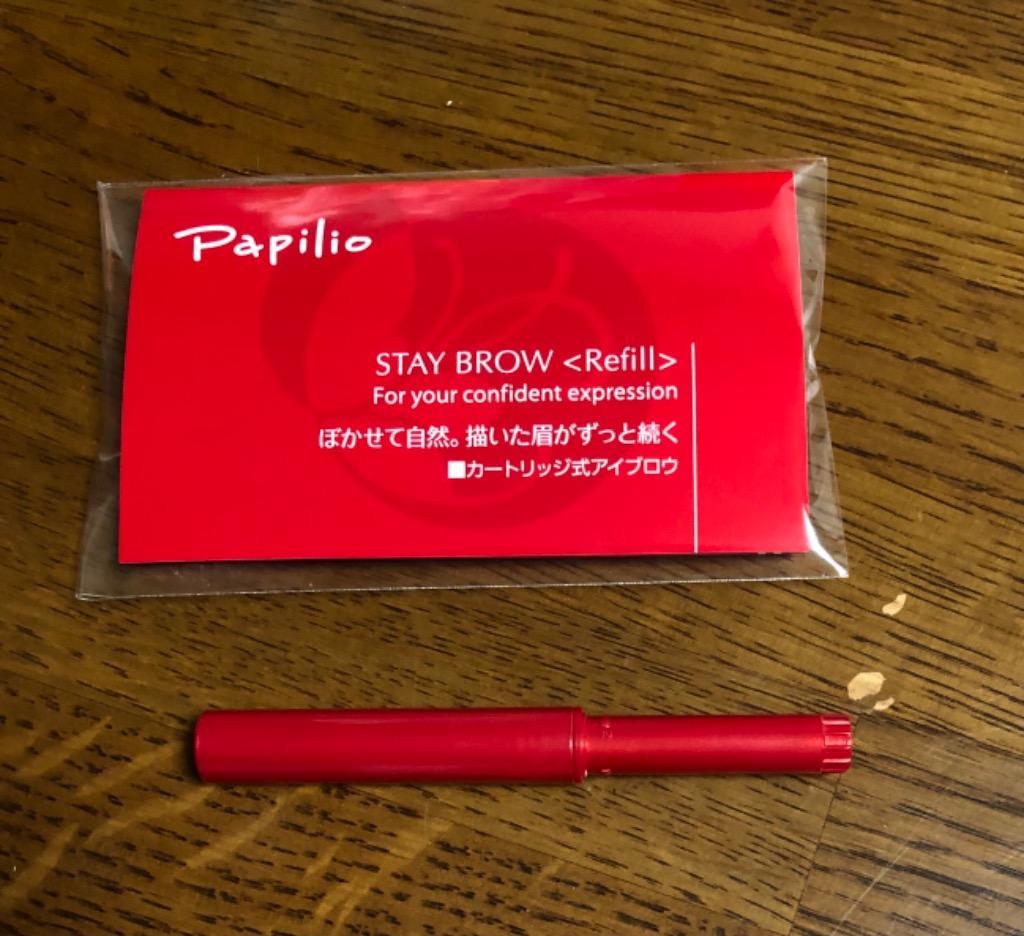 Papilio
STAY BROW <Refill>
For your confident expression
ぼかせて自然。描いた眉がずっと続く
■カートリッジ式アイブロウ